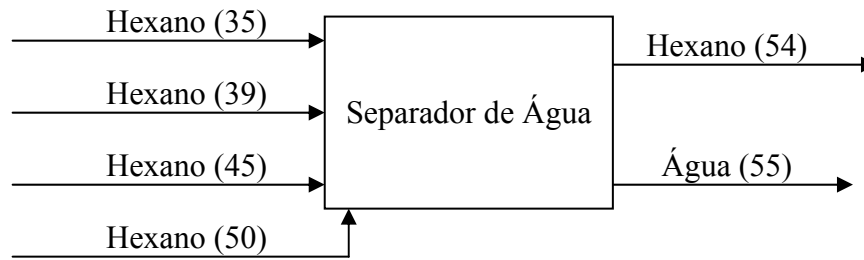 Hexano (35)
Hexano (39)
Hexano (45)
Hexano (50)
Separador de Água
Hexano (54)
Água (55)